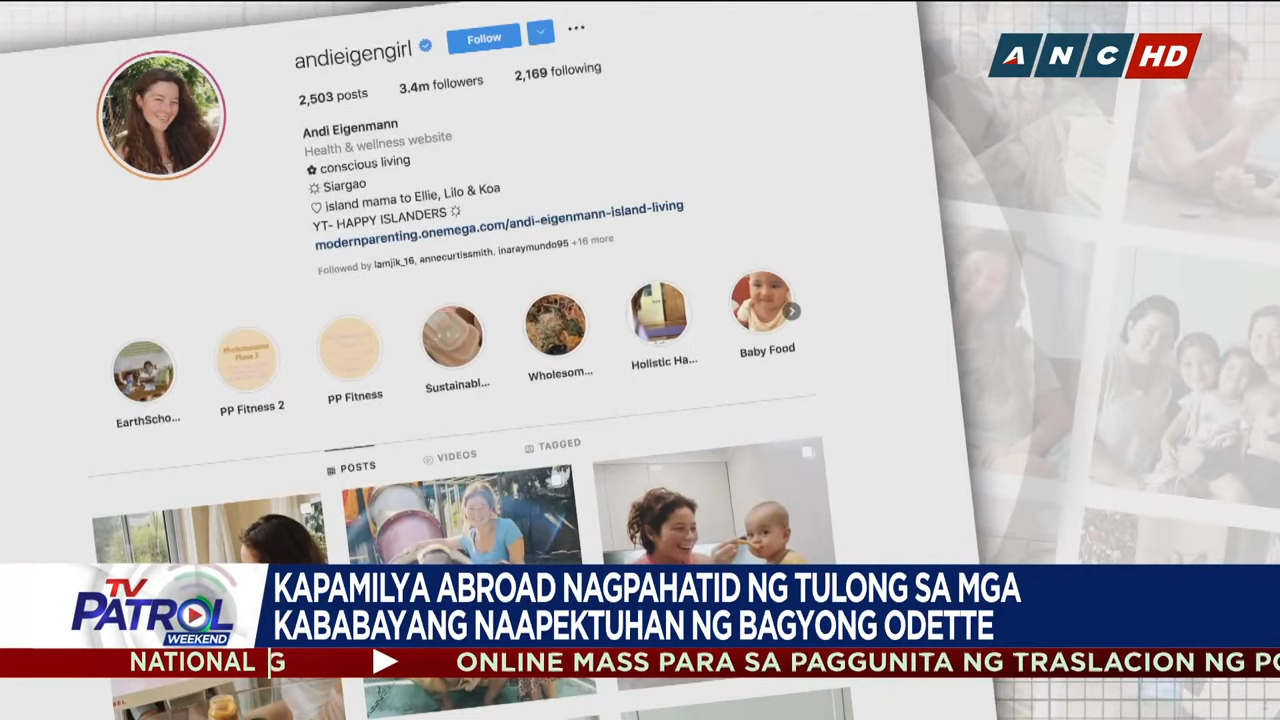 andieigengirl
Follow
2,503 posts 3.4m followers 2,169 following
Andi Eigenmann
Health & wellness website
✿ conscious living
☼ Siargao
♡ island mama to Ellie, Lilo & Koa
YT- HAPPY ISLANDERS ☼
modernparenting.onemega.com/andi-eigenmann-island-living
Followed by iamjik_16, annecurtissmith, inaraymundo95 +16 more
EarthScho... PP Fitness 2 PP Fitness Sustainabl... Wholesom... Holistic Ha... Baby Food
POSTS VIDEOS TAGGED
ANC HD
TV PATROL WEEKEND
KAPAMILYA ABROAD NAGPAHATID NG TULONG SA MGA
KABABAYANG NAAPEKTUHAN NG BAGYONG ODETTE
NATIONAL G ONLINE MASS PARA SA PAGGUNITA NG TRASLACION NG PO